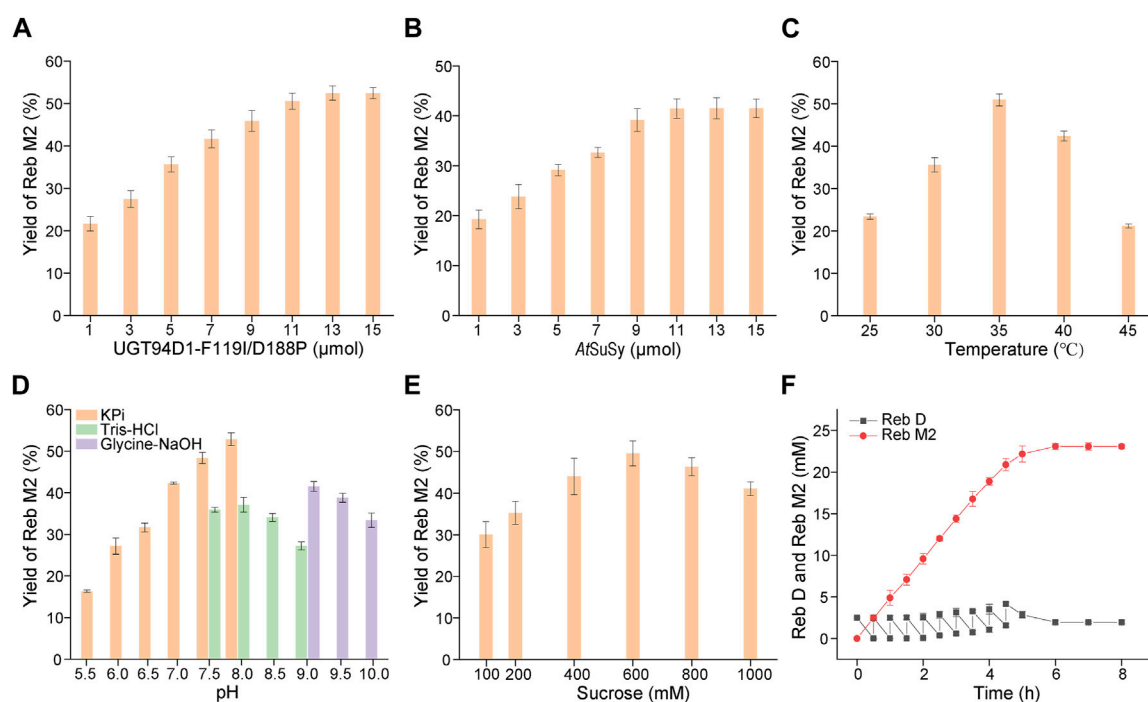 A
Yield of Reb M2 (%)
60
50
40
30
20
10
0
1 3 5 7 9 11 13 15
UGT94D1-F119I/D188P (μmol)
B
Yield of Reb M2 (%)
50
40
30
20
10
0
1 3 5 7 9 11 13 15
AtSuSy (μmol)
C
Yield of Reb M2 (%)
60
50
40
30
20
10
0
25 30 35 40 45
Temperature (℃)
D
Yield of Reb M2 (%)
60
50
40
30
20
10
0
KPi
Tris-HCl
Glycine-NaOH
5.5 6.0 6.5 7.0 7.5 8.0 8.5 9.0 9.5 10.0
pH
E
Yield of Reb M2 (%)
60
50
40
30
20
10
0
100 200 400 600 800 1000
Sucrose (mM)
F
Reb D and Reb M2 (mM)
25
20
15
10
5
0
Reb D
Reb M2
0 2 4 6 8
Time (h)